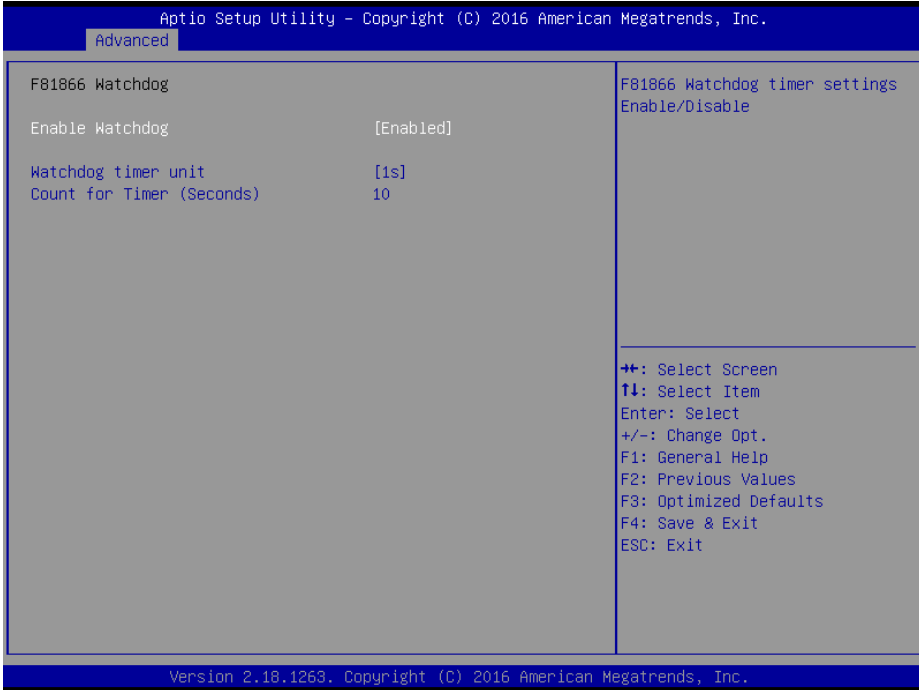 Aptio Setup Utility – Copyright (C) 2016 American Megatrends, Inc.
Advanced
F81866 Watchdog
Enable Watchdog [Enabled]
Watchdog timer unit [1s]
Count for Timer (Seconds) 10
F81866 Watchdog timer settings
Enable/Disable
→←: Select Screen
↑↓: Select Item
Enter: Select
+/-: Change Opt.
F1: General Help
F2: Previous Values
F3: Optimized Defaults
F4: Save & Exit
ESC: Exit
Version 2.18.1263. Copyright (C) 2016 American Megatrends, Inc.